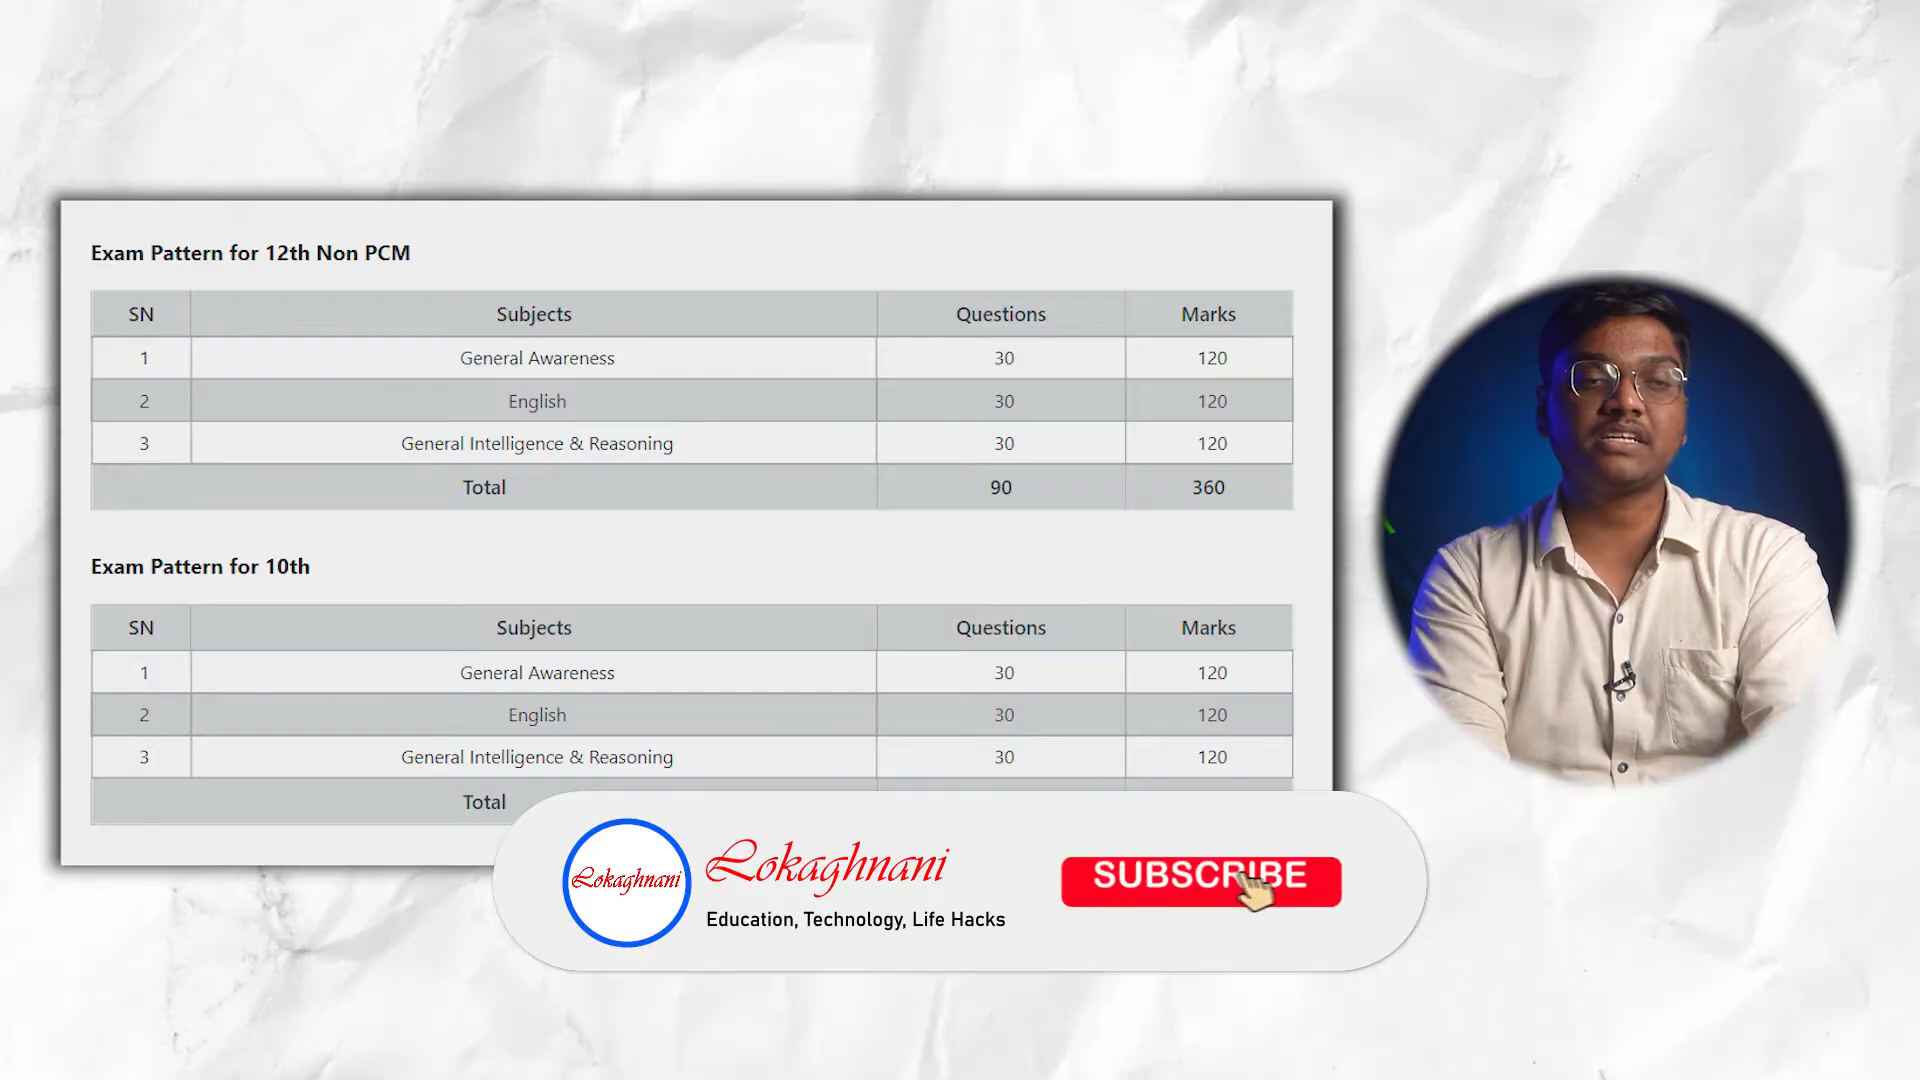 Exam Pattern for 12th Non PCM
SN Subjects Questions Marks
1 General Awareness 30 120
2 English 30 120
3 General Intelligence & Reasoning 30 120
Total 90 360
Exam Pattern for 10th
SN Subjects Questions Marks
1 General Awareness 30 120
2 English 30 120
3 General Intelligence & Reasoning 30 120
Total
Lokaghnani
Lokaghnani
Education, Technology, Life Hacks
SUBSCRIBE